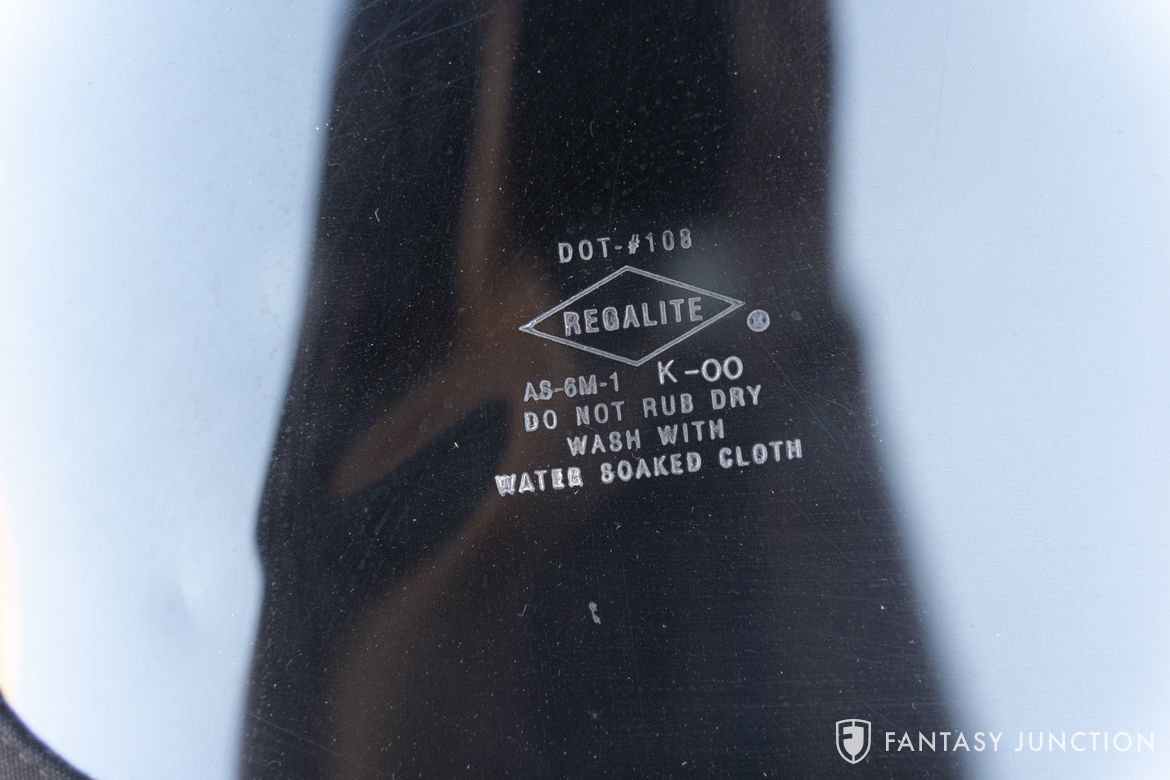 DOT-#108
REGALITE ®
AS-6M-1 K-00
DO NOT RUB DRY
WASH WITH
WATER SOAKED CLOTH
FANTASY JUNCTION